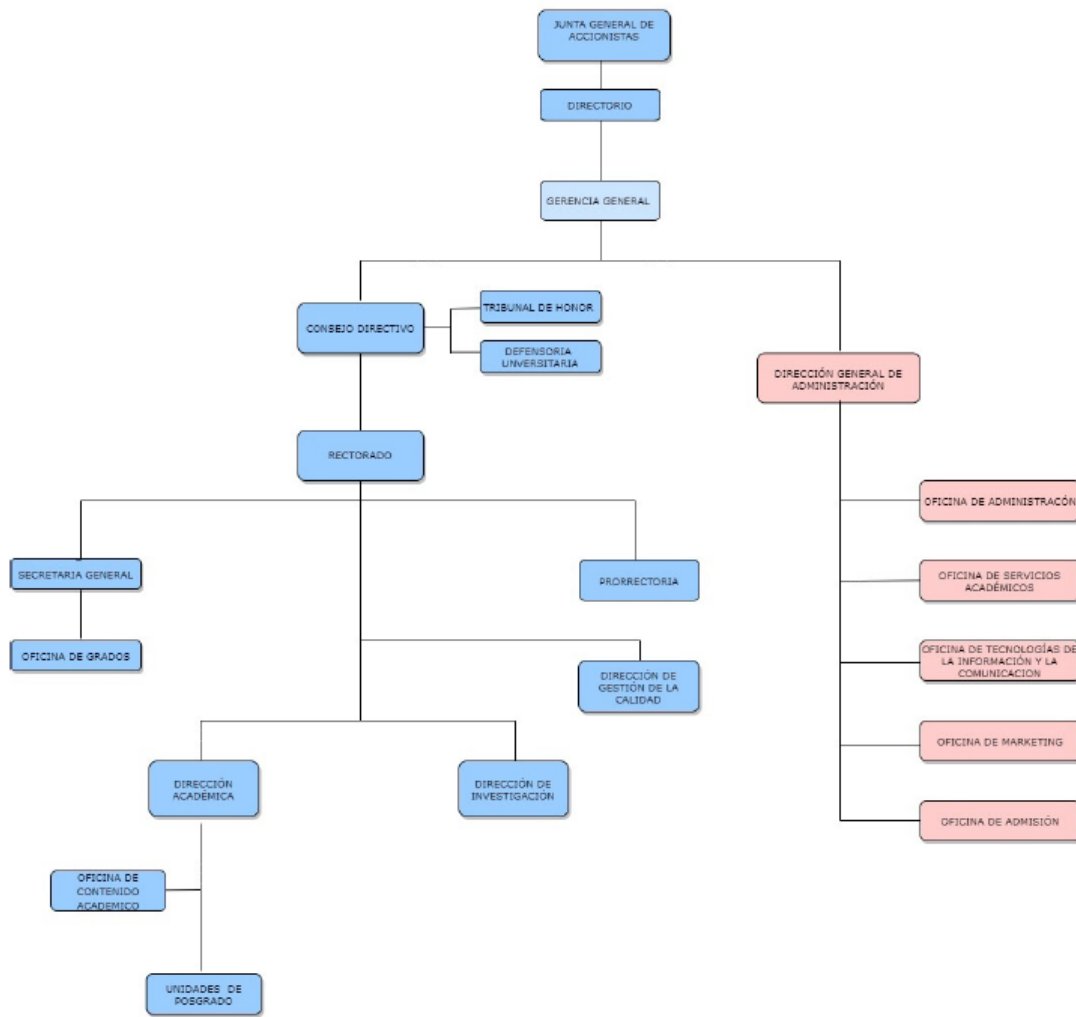 JUNTA GENERAL DE
ACCIONISTAS
DIRECTORIO
GERENCIA GENERAL
CONSEJO DIRECTIVO
TRIBUNAL DE HONOR
DEFENSORIA
UNVERSITARIA
DIRECCIÓN GENERAL DE
ADMINISTRACIÓN
RECTORADO
OFICINA DE ADMINISTRACÓN
SECRETARIA GENERAL
PRORRECTORIA
OFICINA DE SERVICIOS
ACADÉMICOS
OFICINA DE GRADOS
DIRECCIÓN DE
GESTIÓN DE LA
CALIDAD
OFICINA DE TECNOLOGÍAS DE
LA INFORMACIÓN Y LA
COMUNICACION
OFICINA DE MARKETING
DIRECCIÓN
ACADÉMICA
DIRECCIÓN DE
INVESTIGACIÓN
OFICINA DE ADMISIÓN
OFICINA DE
CONTENIDO
ACADEMICO
UNIDADES DE
POSGRADO